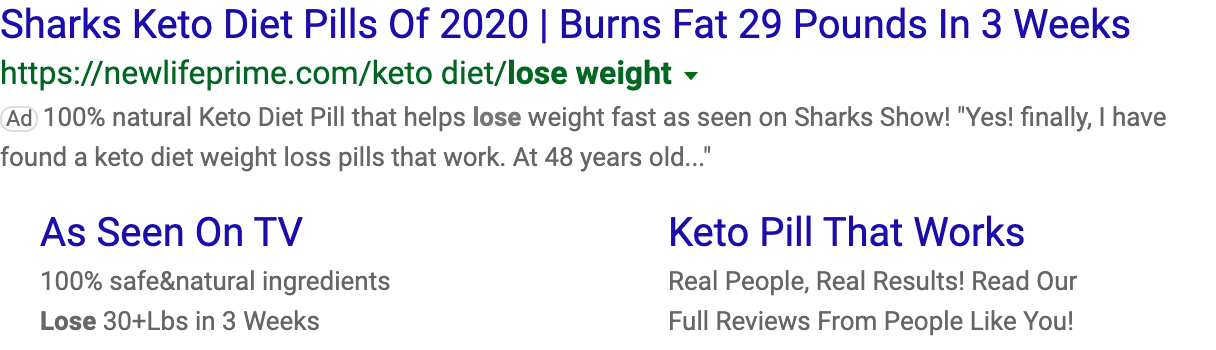 Sharks Keto Diet Pills Of 2020 | Burns Fat 29 Pounds In 3 Weeks
https://newlifeprime.com/keto diet/lose weight
Ad 100% natural Keto Diet Pill that helps lose weight fast as seen on Sharks Show! "Yes! finally, I have
found a keto diet weight loss pills that work. At 48 years old..."
As Seen On TV
100% safe&natural ingredients
Lose 30+Lbs in 3 Weeks
Keto Pill That Works
Real People, Real Results! Read Our
Full Reviews From People Like You!